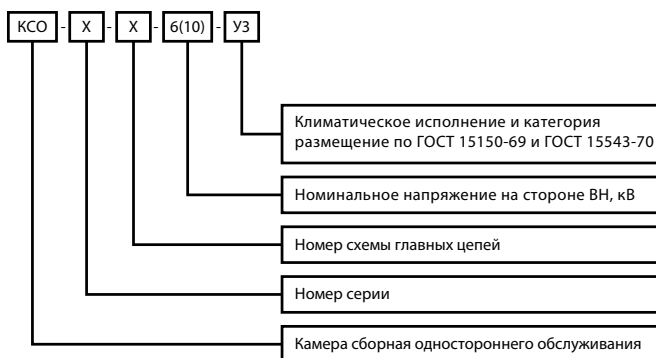 КСО - X - X - 6(10) - У3
Климатическое исполнение и категория
размещение по ГОСТ 15150-69 и ГОСТ 15543-70
Номинальное напряжение на стороне ВН, кВ
Номер схемы главных цепей
Номер серии
Камера сборная одностороннего обслуживания